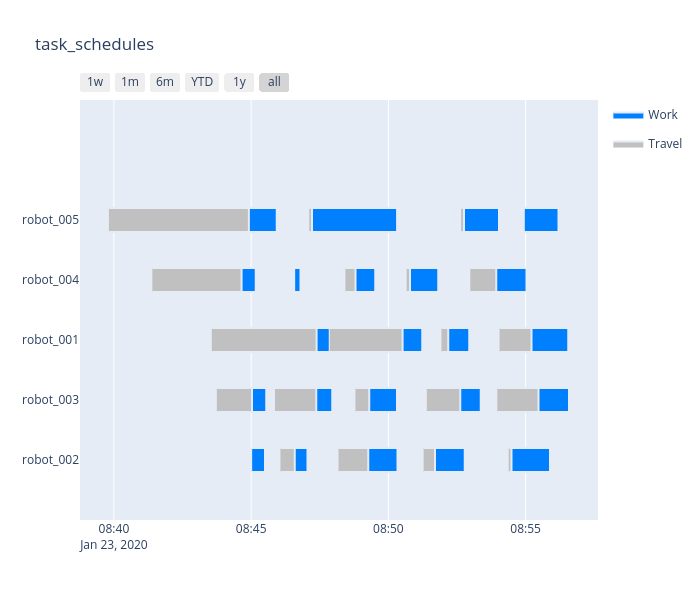 task_schedules
1w 1m 6m YTD 1y all
Work
Travel
robot_005
robot_004
robot_001
robot_003
robot_002
08:40 08:45 08:50 08:55
Jan 23, 2020